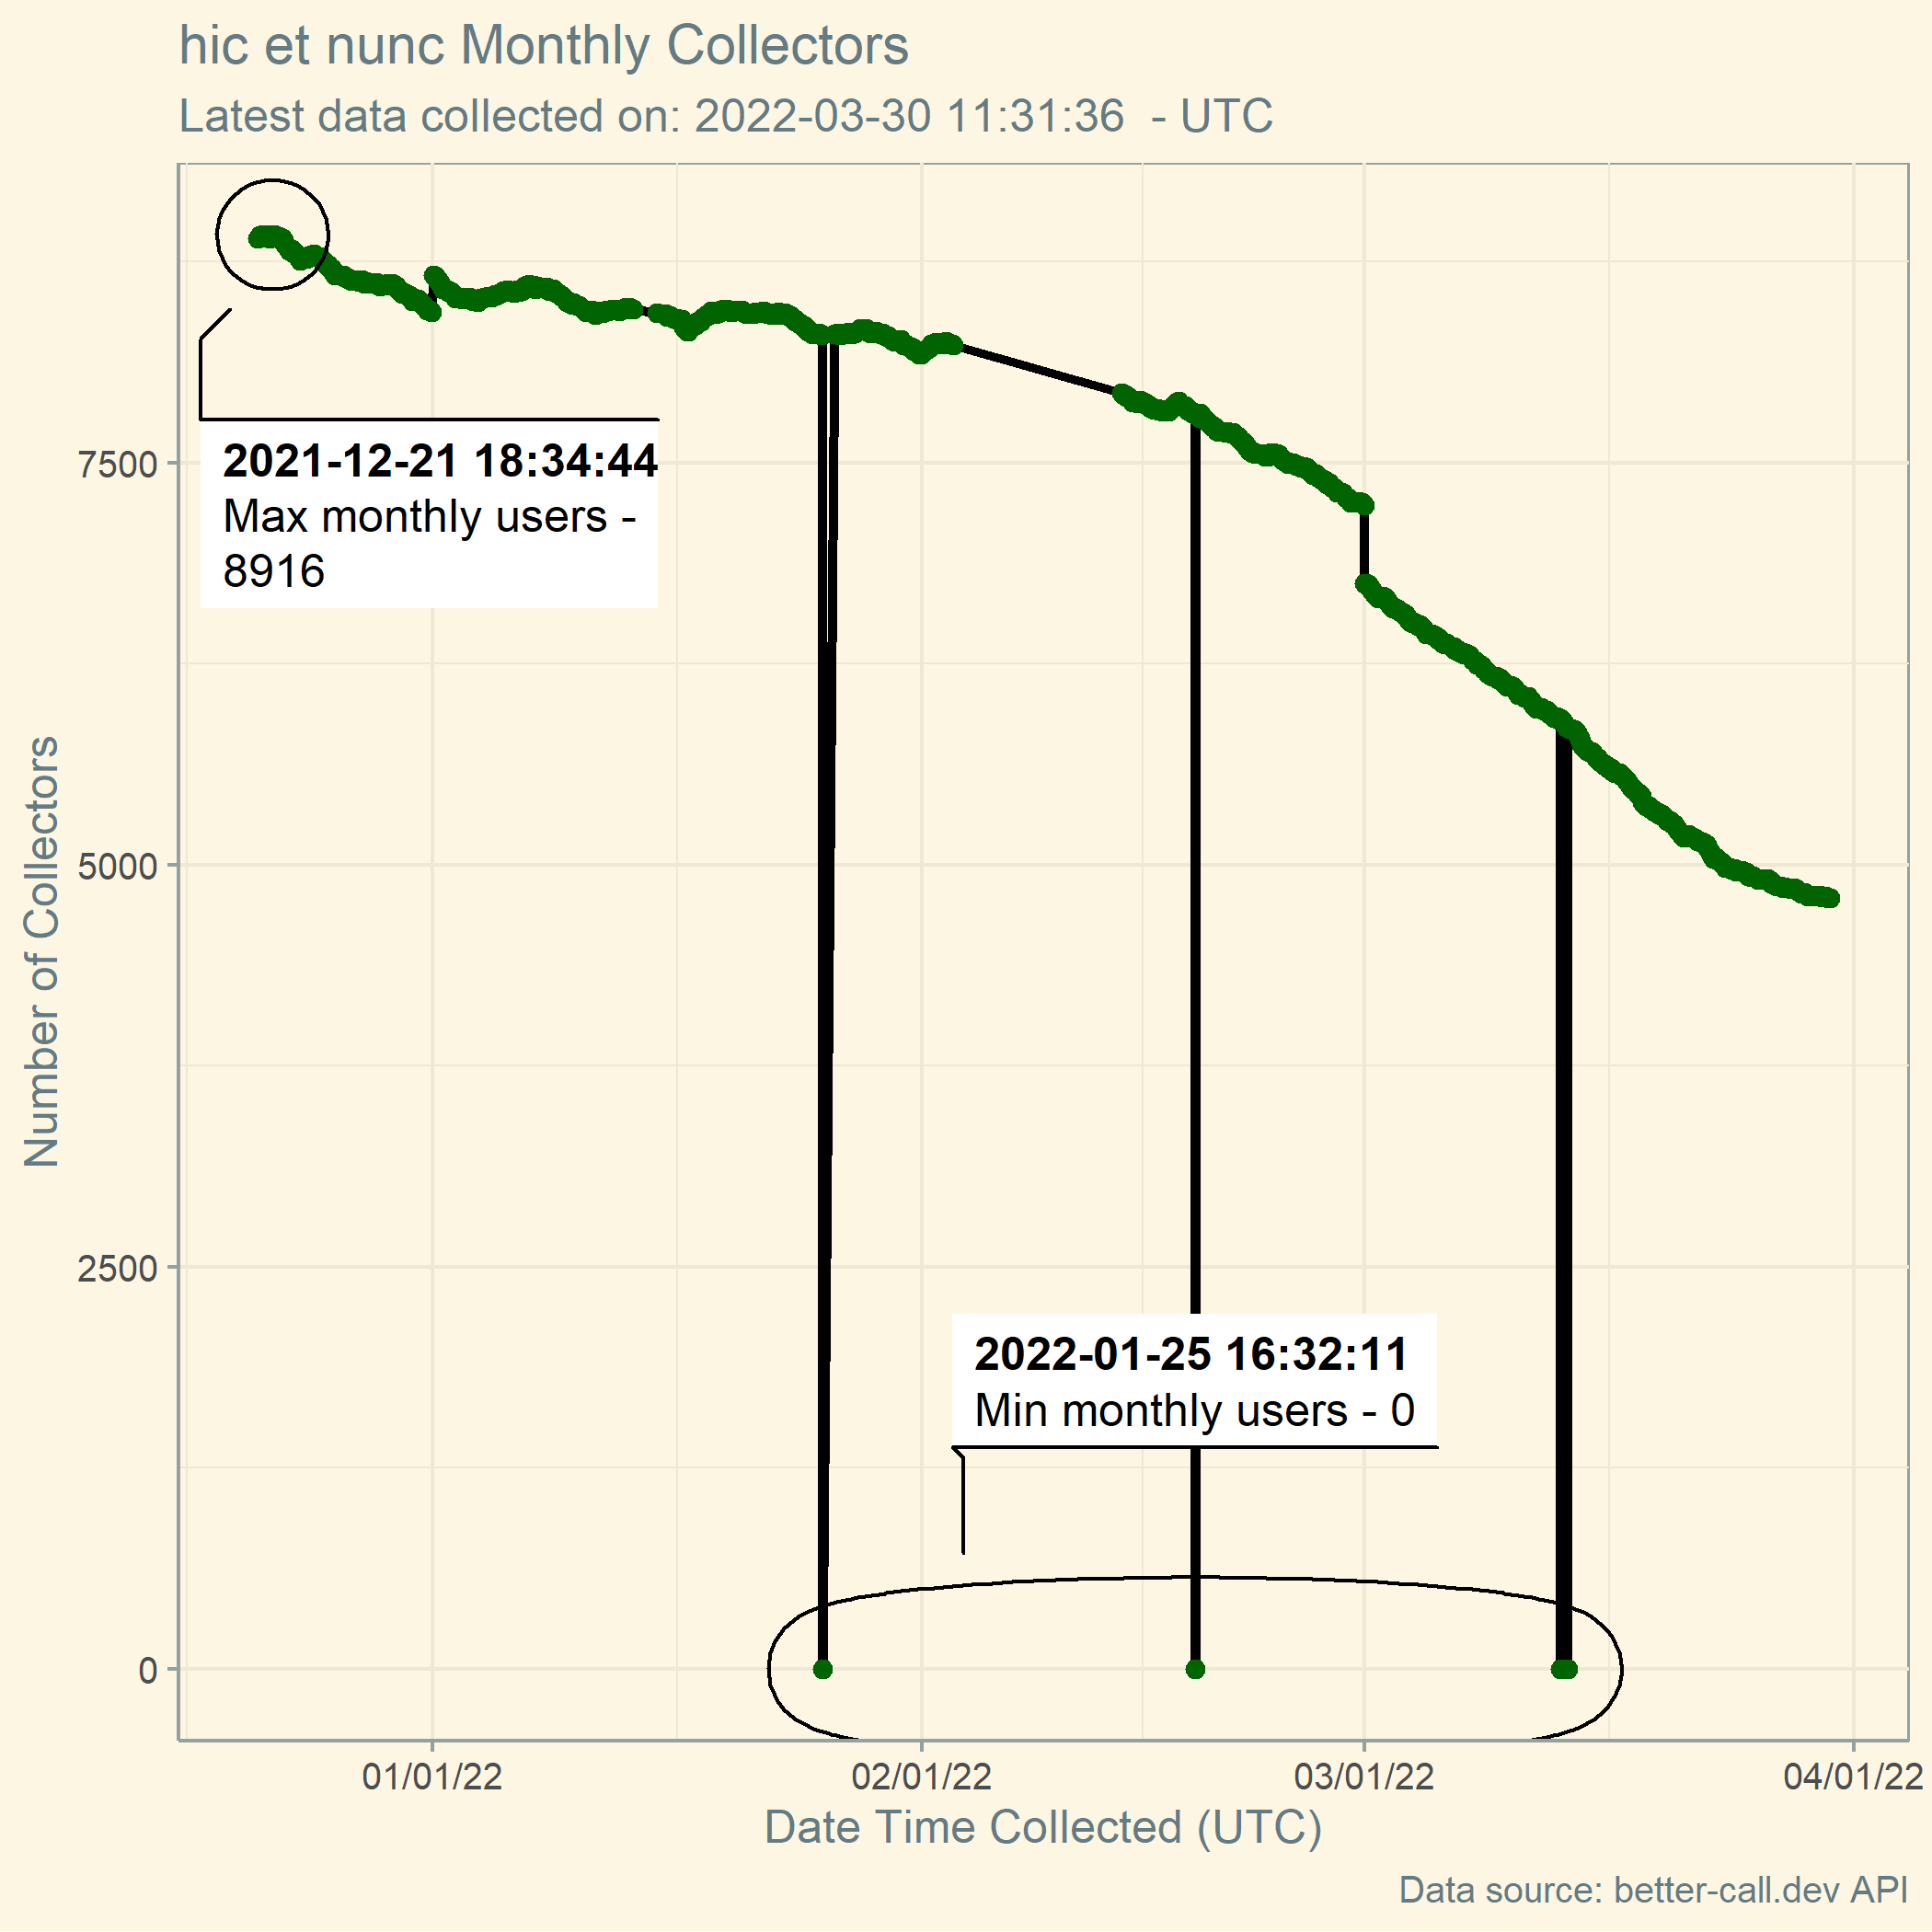 hic et nunc Monthly Collectors
Latest data collected on: 2022-03-30 11:31:36  - UTC
Number of Collectors
7500
5000
2500
0
2021-12-21 18:34:44
Max monthly users -
8916
2022-01-25 16:32:11
Min monthly users - 0
01/01/22
02/01/22
03/01/22
04/01/22
Date Time Collected (UTC)
Data source: better-call.dev API